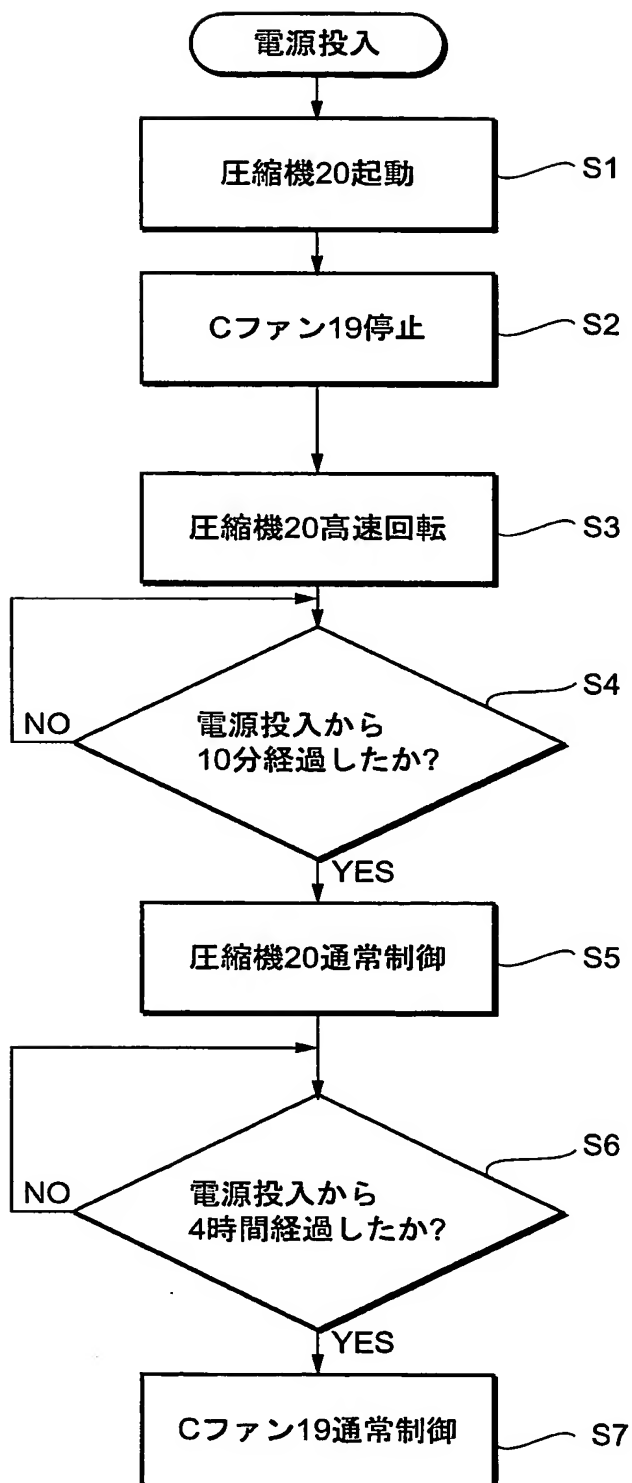 電源投入
圧縮機20起動
S1
Cファン19停止
S2
圧縮機20高速回転
S3
S4
電源投入から
10分経過したか?
NO
YES
圧縮機20通常制御
S5
S6
電源投入から
4時間経過したか?
NO
YES
Cファン19通常制御
S7